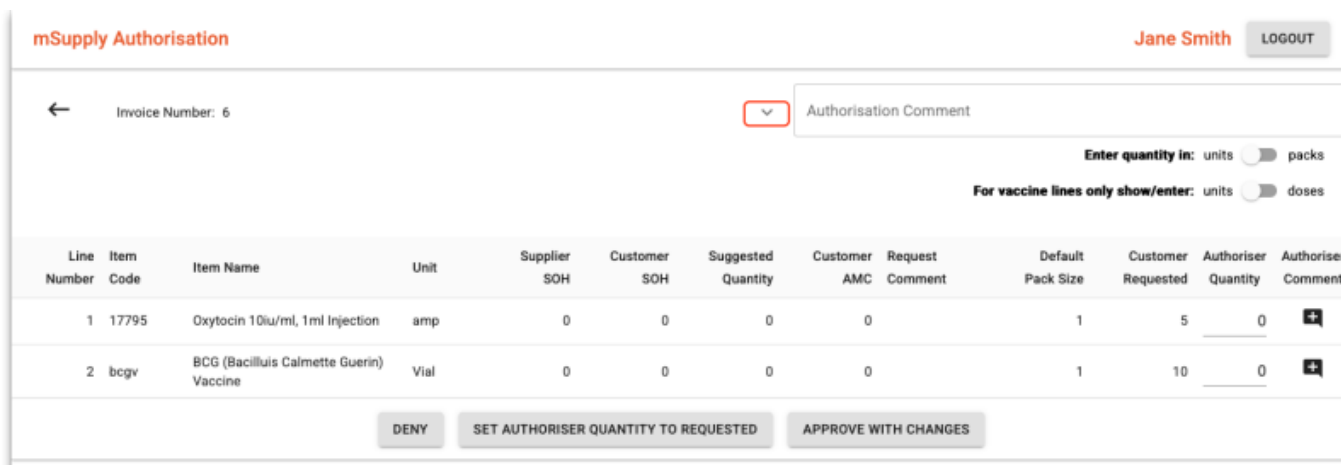 mSupply Authorisation Jane Smith LOGOUT
Invoice Number: 6 Authorisation Comment
Enter quantity in: units packs
For vaccine lines only show/enter: units doses
Line Number Item Code Item Name Unit Supplier SOH Customer SOH Suggested Quantity Customer AMC Request Comment Default Pack Size Customer Requested Authoriser Quantity Authoriser Comment
1 17795 Oxytocin 10iu/ml, 1ml Injection amp 0 0 0 0 1 5 0
2 bcgv BCG (Bacilluis Calmette Guerin) Vaccine Vial 0 0 0 0 1 10 0
DENY SET AUTHORISER QUANTITY TO REQUESTED APPROVE WITH CHANGES